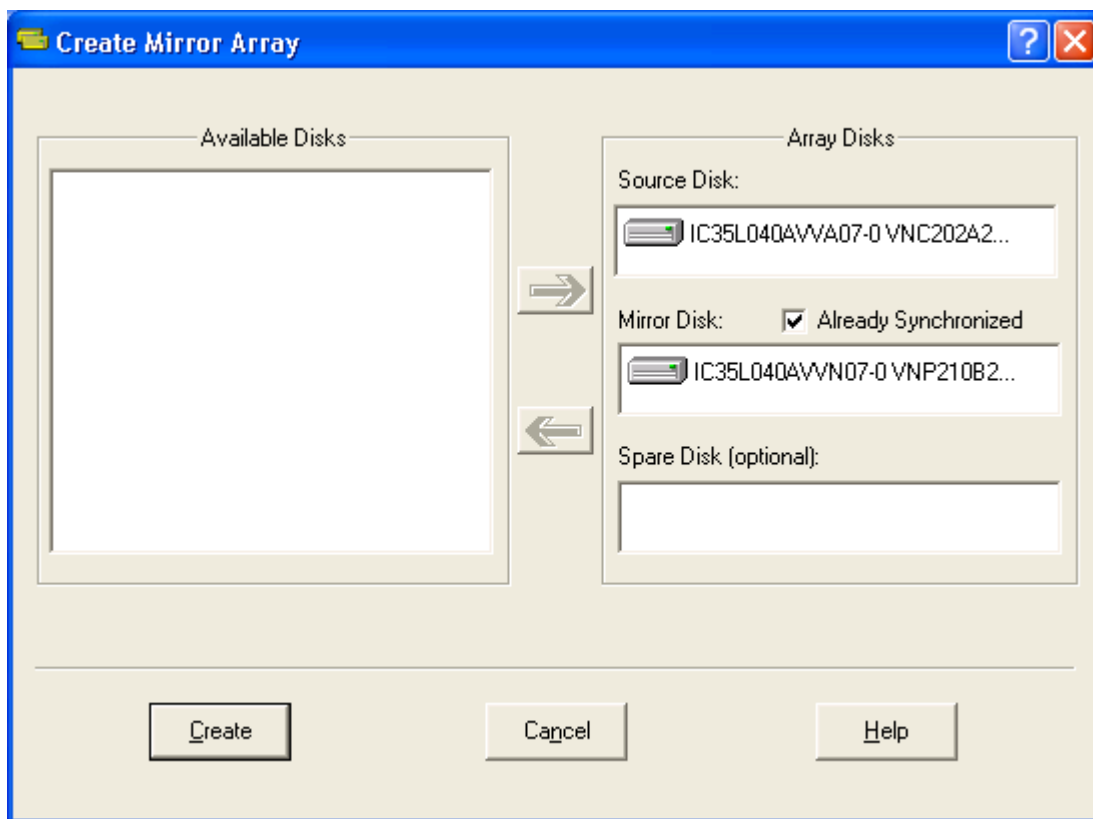 Create Mirror Array
Available Disks
Array Disks
Source Disk:
IC35L040AVVA07-0 VNC202A2...
Mirror Disk:
Already Synchronized
IC35L040AVVN07-0 VNP210B2...
Spare Disk (optional):
Create
Cancel
Help